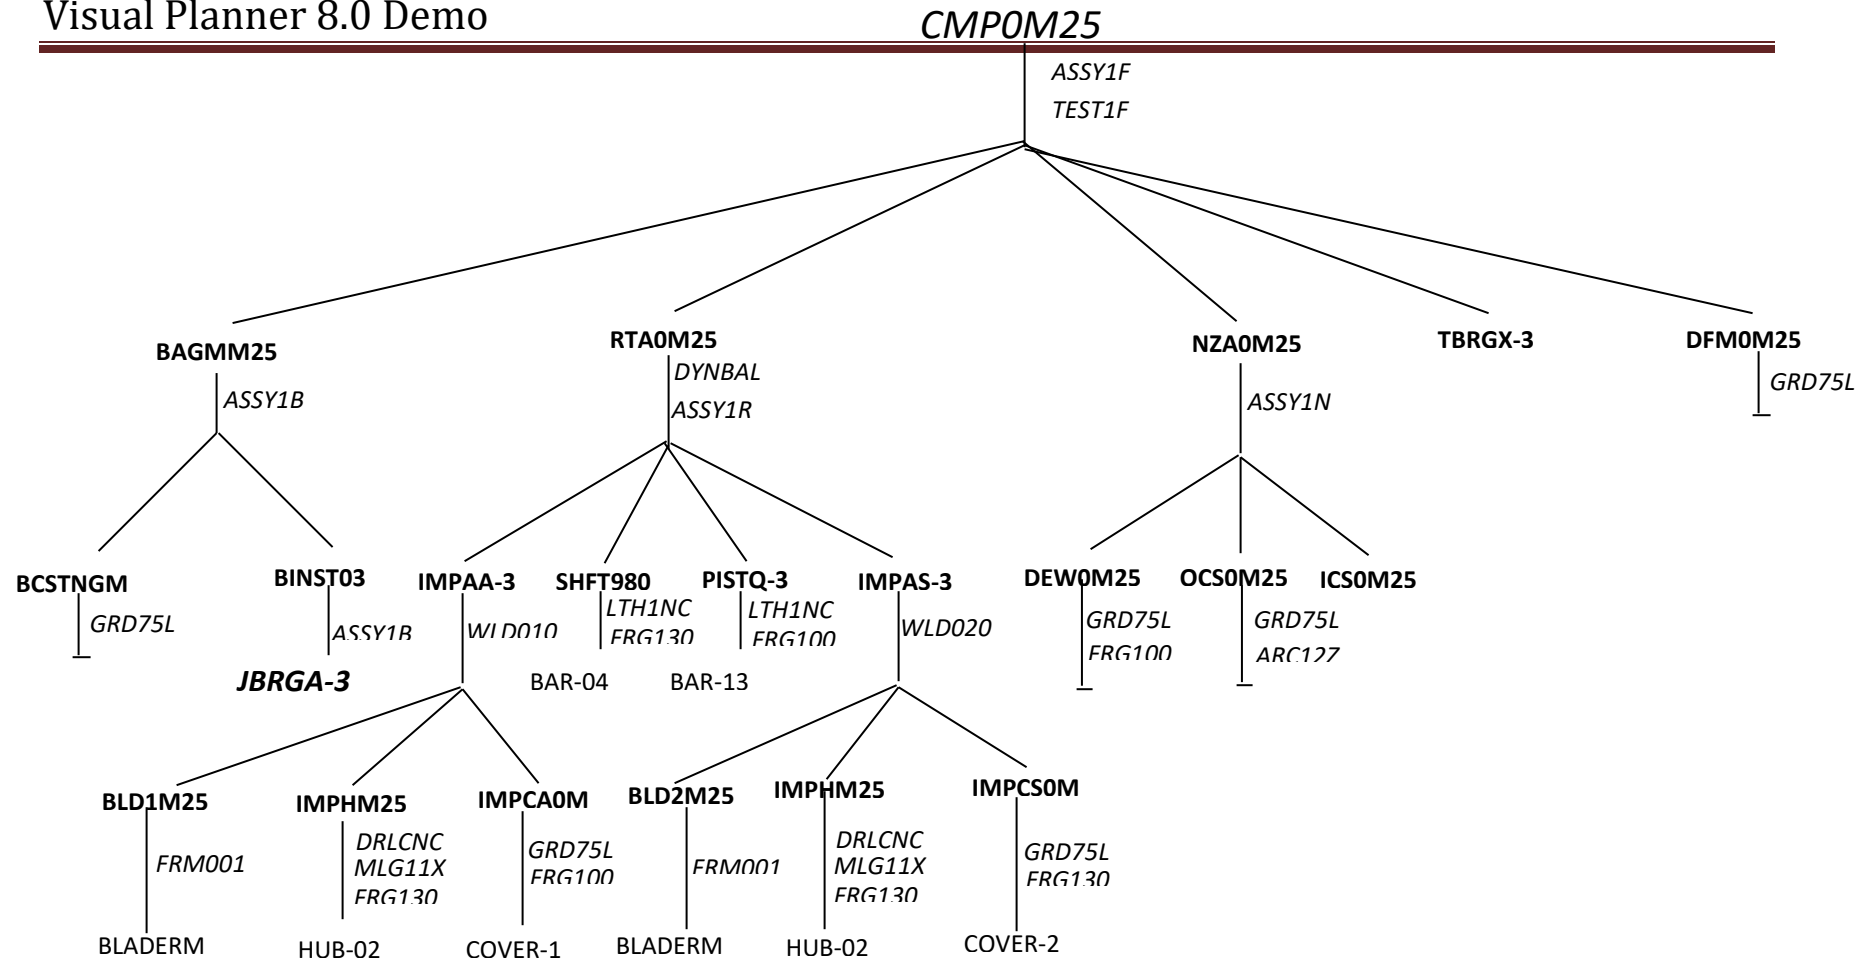 Visual Planner 8.0 Demo
CMP0M25
ASSY1F
TEST1F
BAGMM25
RTA0M25
NZA0M25
TBRGX-3
DFM0M25
ASSY1B
DYNBAL
ASSY1R
ASSY1N
GRD75L
BCSTNGM
BINST03
IMPAA-3
SHFT980
PISTQ-3
IMPAS-3
DEW0M25
OCS0M25
ICS0M25
GRD75L
ASSY1B
WLD010
LTH1NC
FRG130
LTH1NC
FRG100
WLD020
GRD75L
FRG100
GRD75L
ARC127
JBRGA-3
BAR-04
BAR-13
BLD1M25
IMPHM25
IMPCA0M
BLD2M25
IMPHM25
IMPCS0M
FRM001
DRLCNC
MLG11X
FRG130
GRD75L
FRG100
FRM001
DRLCNC
MLG11X
FRG130
GRD75L
FRG130
BLADERM
HUB-02
COVER-1
BLADERM
HUB-02
COVER-2